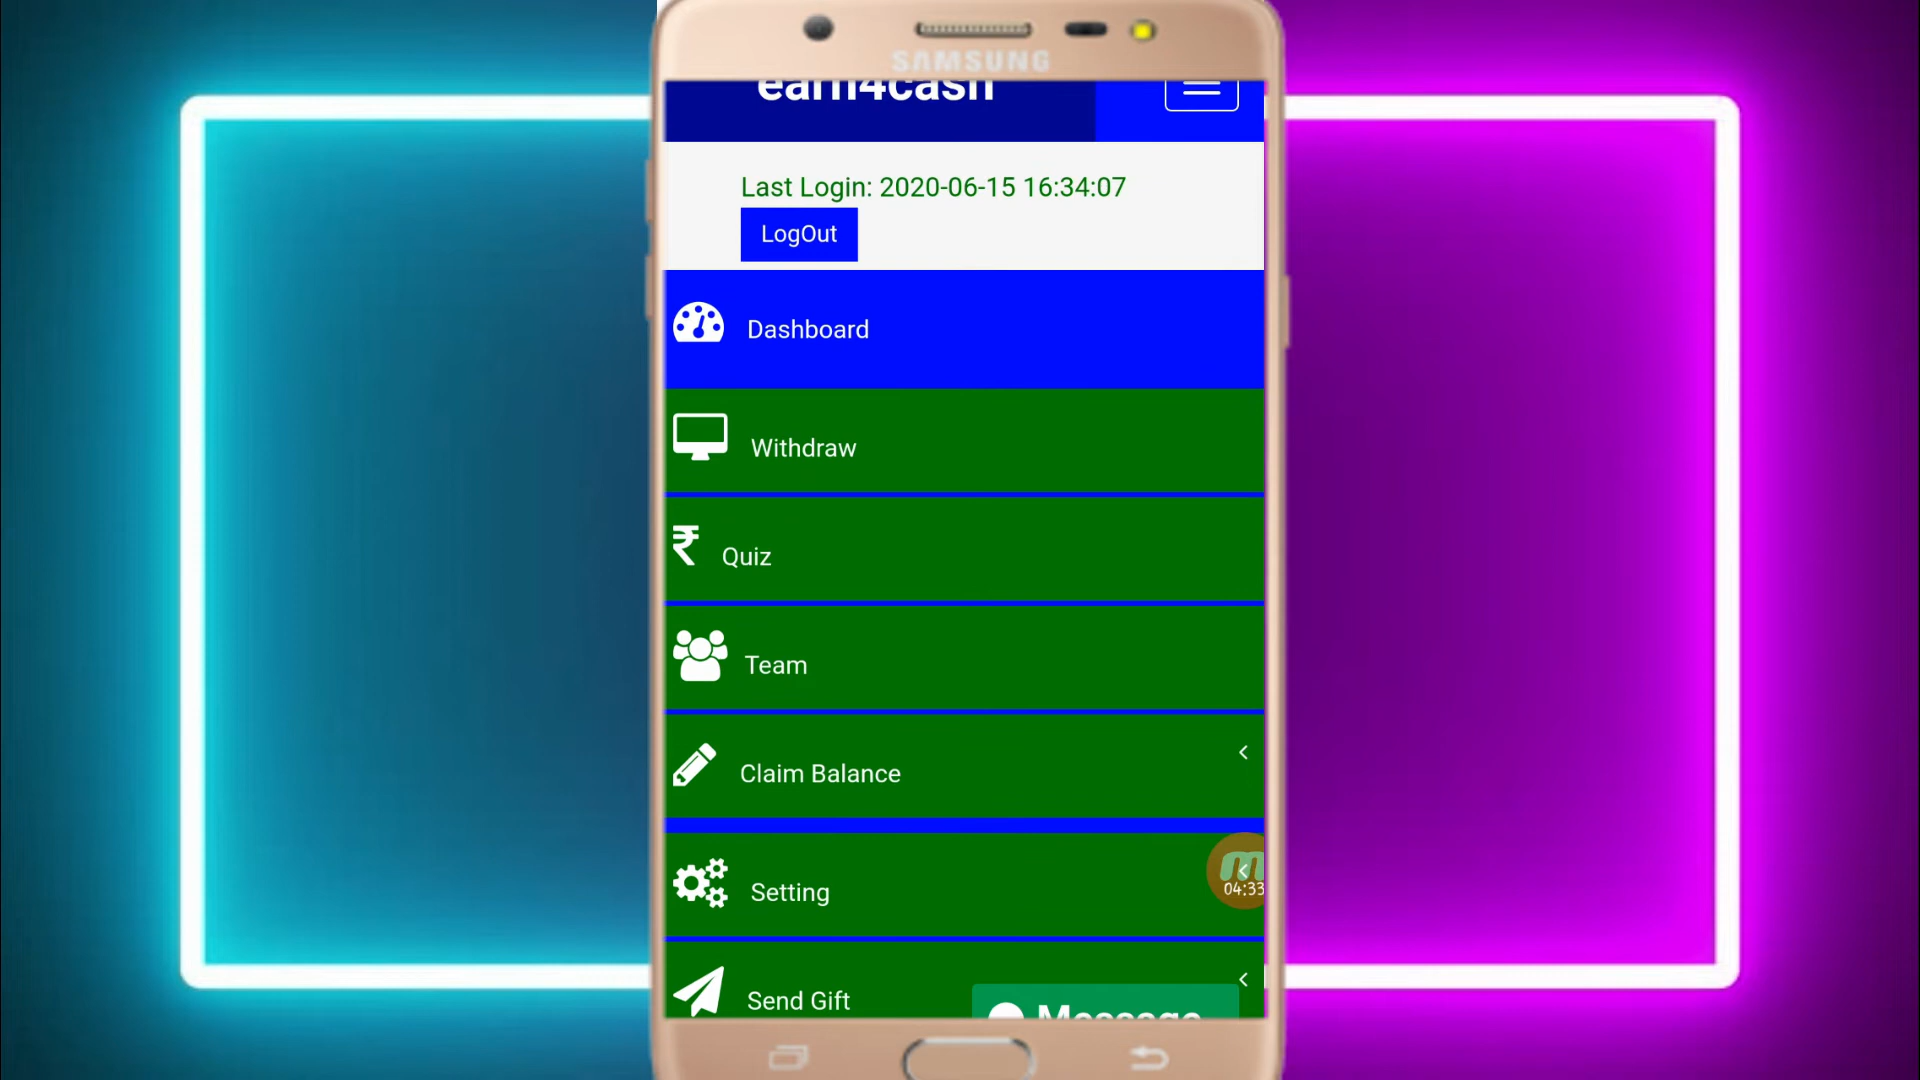 SAMSUNG
earn4cash
Last Login: 2020-06-15 16:34:07
LogOut
Dashboard
Withdraw
Quiz
Team
Claim Balance
Setting
04:33
Send Gift
Message